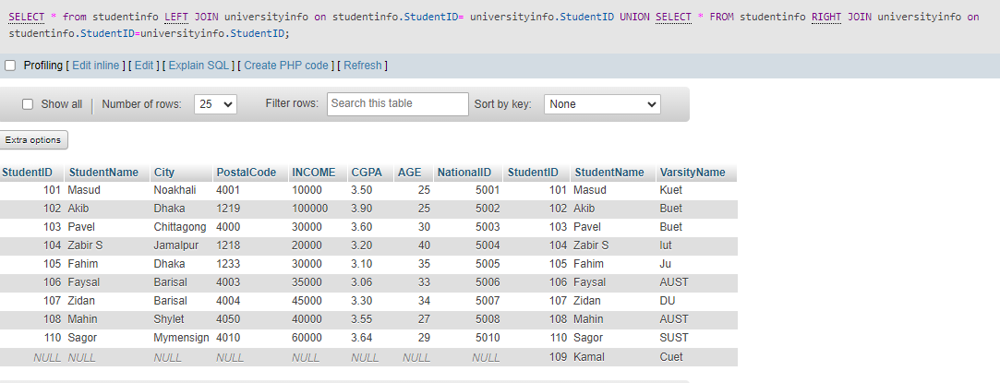 SELECT * from studentinfo LEFT JOIN universityinfo on studentinfo.StudentID= universityinfo.StudentID UNION SELECT * FROM studentinfo RIGHT JOIN universityinfo on
studentinfo.StudentID=universityinfo.StudentID;
Profiling [ Edit inline ] [ Edit ] [ Explain SQL ] [ Create PHP code ] [ Refresh ]
Show all | Number of rows: 25 Filter rows: Search this table Sort by key: None
Extra options
StudentID StudentName City PostalCode INCOME CGPA AGE NationalID StudentID StudentName VarsityName
101 Masud Noakhali 4001 10000 3.50 25 5001 101 Masud Kuet
102 Akib Dhaka 1219 100000 3.90 25 5002 102 Akib Buet
103 Pavel Chittagong 4000 30000 3.60 30 5003 103 Pavel Buet
104 Zabir S Jamalpur 1218 20000 3.20 40 5004 104 Zabir S Iut
105 Fahim Dhaka 1233 30000 3.10 35 5005 105 Fahim Ju
106 Faysal Barisal 4003 35000 3.06 33 5006 106 Faysal AUST
107 Zidan Barisal 4004 45000 3.30 34 5007 107 Zidan DU
108 Mahin Shylet 4050 40000 3.55 27 5008 108 Mahin AUST
110 Sagor Mymensign 4010 60000 3.64 29 5010 110 Sagor SUST
NULL NULL NULL NULL NULL NULL NULL NULL 109 Kamal Cuet